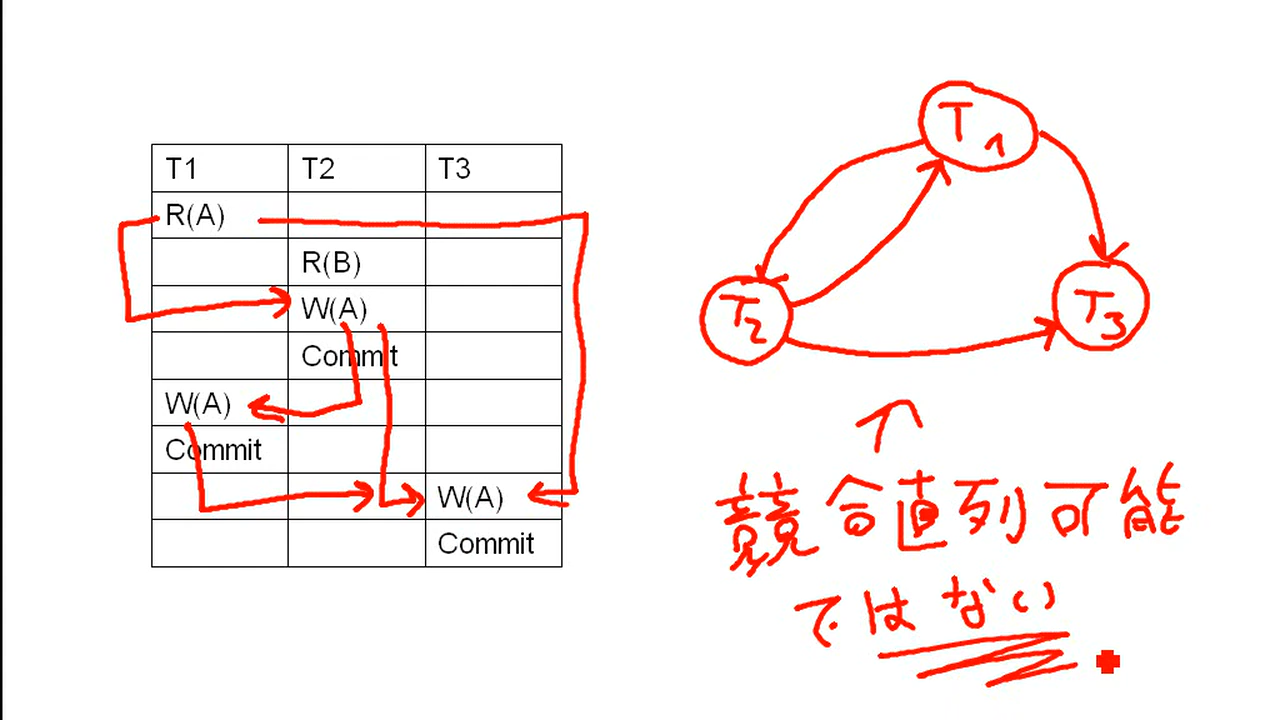 T1 T2 T3
R(A)
R(B)
W(A)
Commit
W(A)
Commit
W(A)
Commit
T1
T2
T3
競合直列可能
ではない